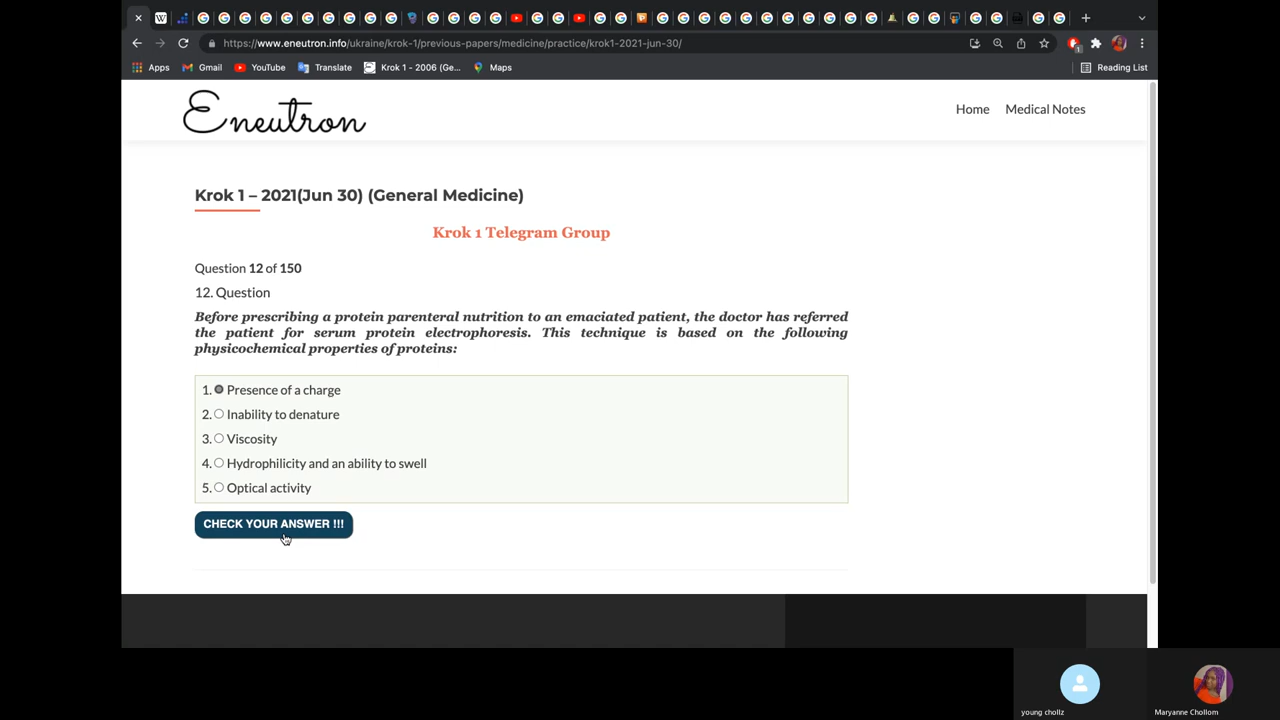 https://www.eneutron.info/ukraine/krok-1/previous-papers/medicine/practice/krok1-2021-jun-30/
Apps Gmail YouTube Translate Krok 1 - 2006 (Ge... Maps Reading List
Eneutron
Home Medical Notes
Krok 1 – 2021(Jun 30) (General Medicine)
Krok 1 Telegram Group
Question 12 of 150
12. Question
Before prescribing a protein parenteral nutrition to an emaciated patient, the doctor has referred
the patient for serum protein electrophoresis. This technique is based on the following
physicochemical properties of proteins:
1. Presence of a charge
2. Inability to denature
3. Viscosity
4. Hydrophilicity and an ability to swell
5. Optical activity
CHECK YOUR ANSWER !!!
young chollz
Maryanne Chollom